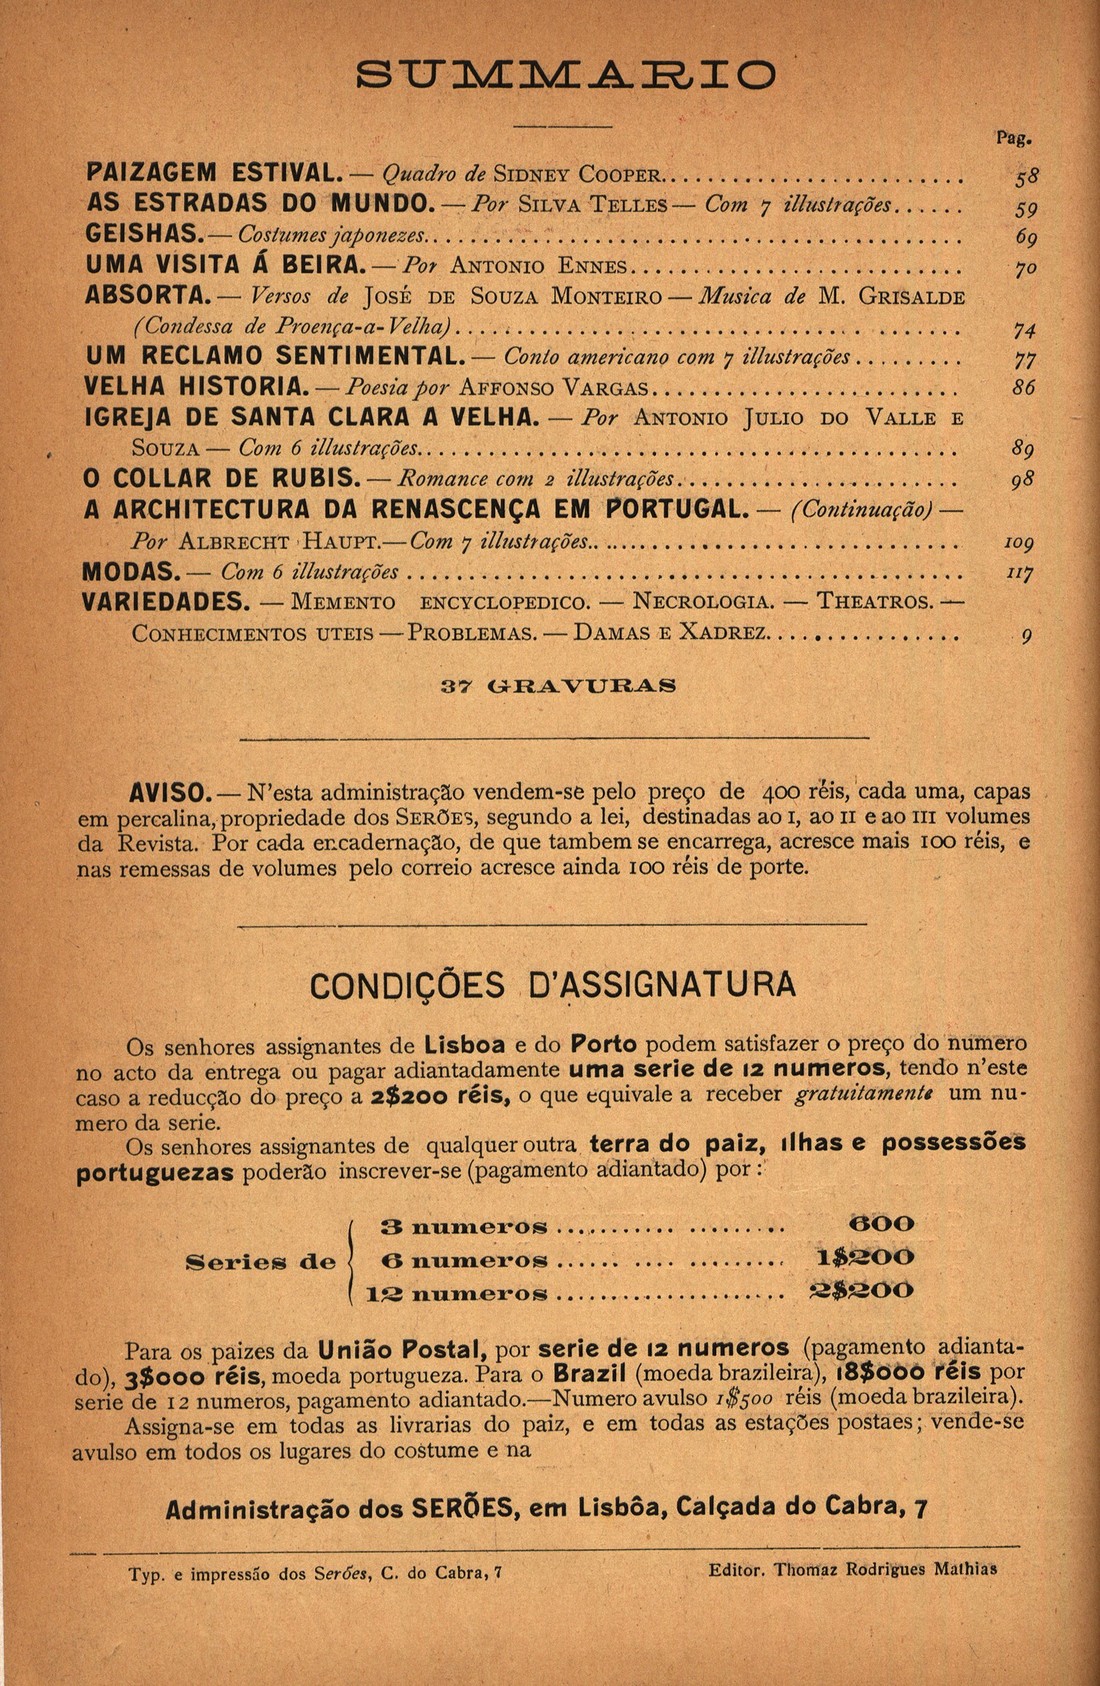 SUMMARIO
Pag.
PAIZAGEM ESTIVAL. — Quadro de SIDNEY COOPER........................ 58
AS ESTRADAS DO MUNDO. — Por SILVA TELLES — Com 7 illustrações...... 59
GEISHAS. — Costumes japonezes........................ 69
UMA VISITA Á BEIRA. — Por ANTONIO ENNES........................ 70
ABSORTA. — Versos de JOSÉ DE SOUZA MONTEIRO — Musica de M. GRISALDE
(Condessa de Proença-a-Velha)........................ 74
UM RECLAMO SENTIMENTAL. — Conto americano com 7 illustrações......... 77
VELHA HISTORIA. — Poesia por AFFONSO VARGAS........................ 86
IGREJA DE SANTA CLARA A VELHA. — Por ANTONIO JULIO DO VALLE E
SOUZA — Com 6 illustrações........................ 89
O COLLAR DE RUBIS. — Romance com 2 illustrações........................ 98
A ARCHITECTURA DA RENASCENÇA EM PORTUGAL. — (Continuação) —
Por ALBRECHT HAUPT. — Com 7 illustrações........................ 109
MODAS. — Com 6 illustrações ........................ 117
VARIEDADES. — MEMENTO ENCYCLOPEDICO. — NECROLOGIA. — THEATROS. —
CONHECIMENTOS UTEIS — PROBLEMAS. — DAMAS E XADREZ................ 9
37 GRAVURAS
AVISO. — N'esta administração vendem-se pelo preço de 400 réis, cada uma, capas
em percalina, propriedade dos SERÕES, segundo a lei, destinadas ao I, ao II e ao III volumes
da Revista. Por cada encadernação, de que tambem se encarrega, acresce mais 100 réis, e
nas remessas de volumes pelo correio acresce ainda 100 réis de porte.
CONDIÇÕES D'ASSIGNATURA
Os senhores assignantes de Lisboa e do Porto podem satisfazer o preço do numero
no acto da entrega ou pagar adiantadamente uma serie de 12 numeros, tendo n'este
caso a reducção do preço a 2$200 réis, o que equivale a receber gratuitamente um nu-
mero da serie.
Os senhores assignantes de qualquer outra terra do paiz, ilhas e possessões
portuguezas poderão inscrever-se (pagamento adiantado) por:
3 numeros ........................ 600
Series de 6 numeros ........................ 1$200
12 numeros ........................ 2$200
Para os paizes da União Postal, por serie de 12 numeros (pagamento adianta-
do), 3$000 réis, moeda portugueza. Para o Brazil (moeda brazileira), 18$000 réis por
serie de 12 numeros, pagamento adiantado.—Numero avulso 1$500 réis (moeda brazileira).
Assigna-se em todas as livrarias do paiz, e em todas as estações postaes; vende-se
avulso em todos os lugares do costume e na
Administração dos SERÕES, em Lisbôa, Calçada do Cabra, 7
Typ. e impressão dos Serões, C. do Cabra, 7 Editor. Thomaz Rodrigues Mathias